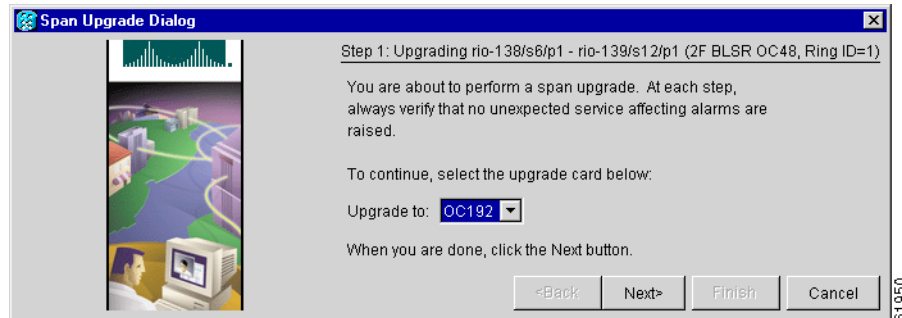 Span Upgrade Dialog
Step 1: Upgrading rio-138/s6/p1 - rio-139/s12/p1 (2F BLSR OC48, Ring ID=1)
You are about to perform a span upgrade. At each step,
always verify that no unexpected service affecting alarms are
raised.
To continue, select the upgrade card below:
Upgrade to: OC192
When you are done, click the Next button.
<Back Next> Finish Cancel
61950